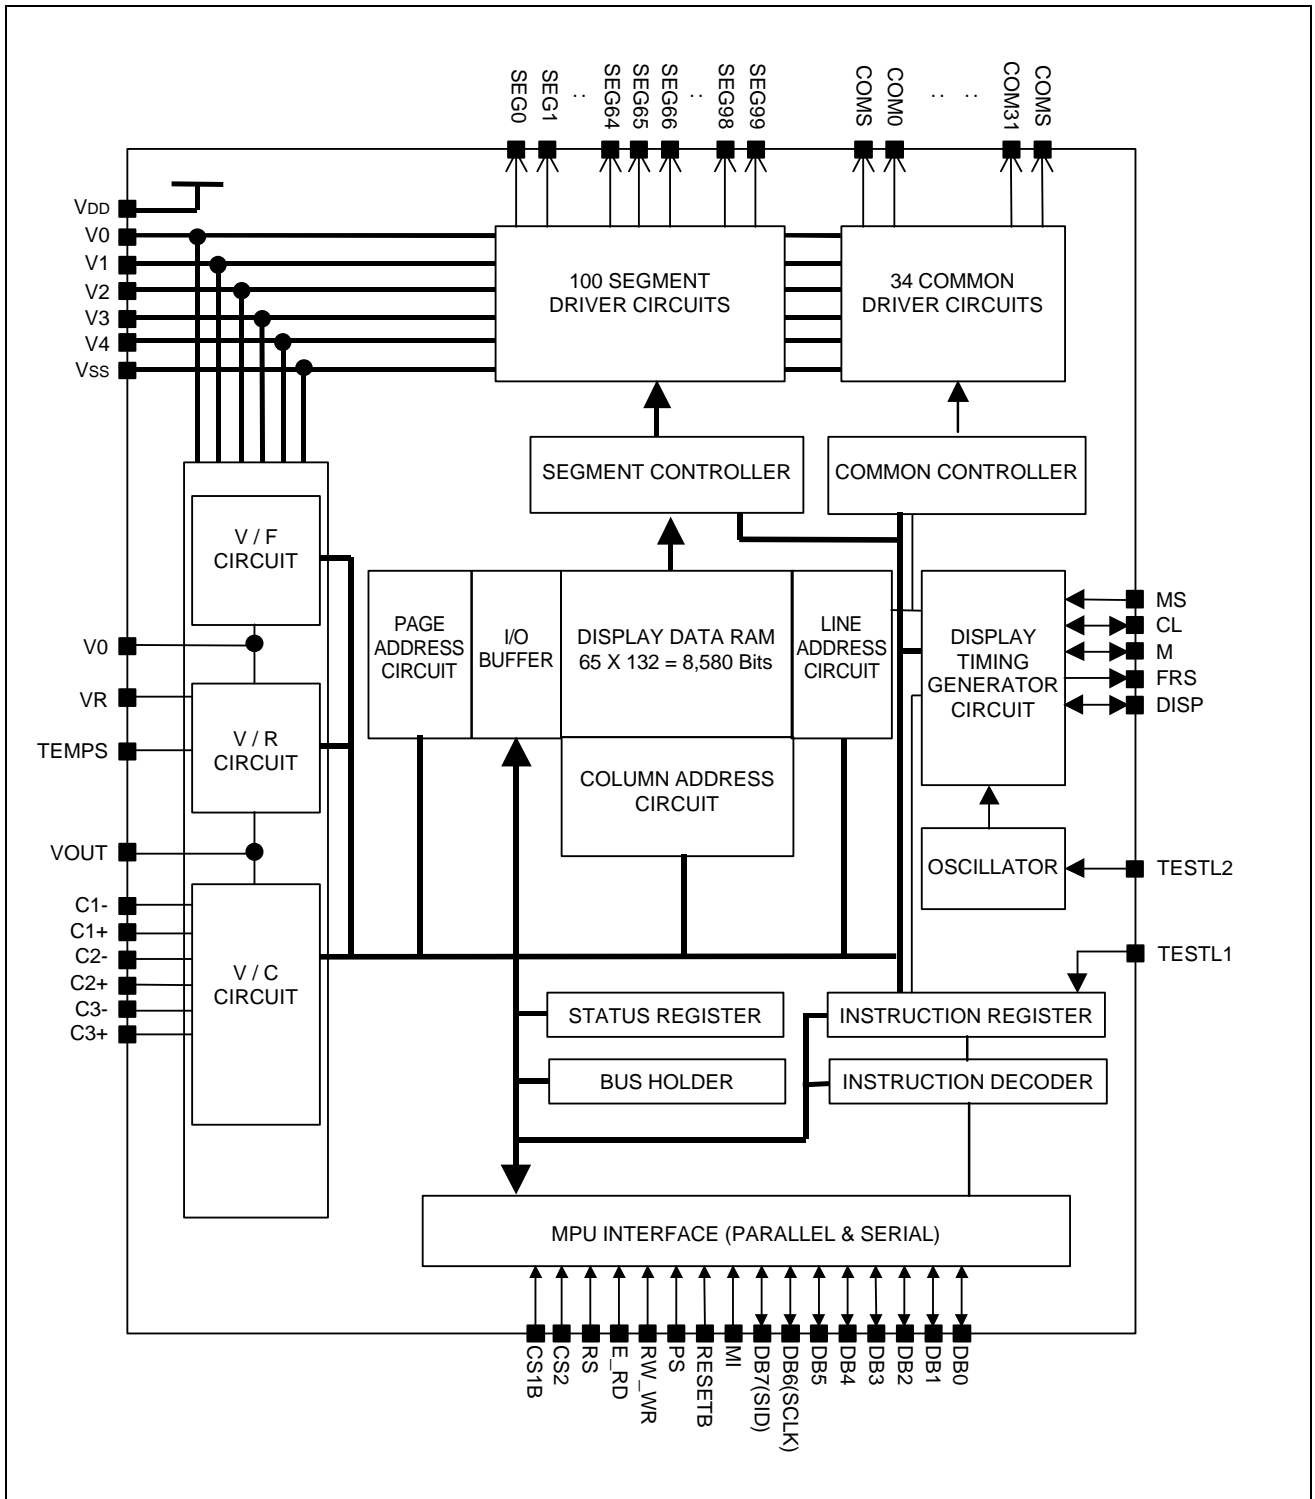 SEG0
SEG1
..
SEG64
SEG65
SEG66
..
SEG98
SEG99
COMS
COM0
..
..
COM31
COMS
VDD
V0
V1
V2
V3
V4
VSS
100 SEGMENT
DRIVER CIRCUITS
34 COMMON
DRIVER CIRCUITS
SEGMENT CONTROLLER
COMMON CONTROLLER
V / F
CIRCUIT
PAGE
ADDRESS
CIRCUIT
I/O
BUFFER
DISPLAY DATA RAM
65 X 132 = 8,580 Bits
LINE
ADDRESS
CIRCUIT
DISPLAY
TIMING
GENERATOR
CIRCUIT
MS
CL
M
FRS
DISP
V0
VR
TEMPS
V / R
CIRCUIT
COLUMN ADDRESS
CIRCUIT
VOUT
OSCILLATOR
TESTL2
C1-
C1+
C2-
C2+
C3-
C3+
V / C
CIRCUIT
TESTL1
STATUS REGISTER
INSTRUCTION REGISTER
BUS HOLDER
INSTRUCTION DECODER
MPU INTERFACE (PARALLEL & SERIAL)
CS1B
CS2
RS
E_RD
RW_WR
PS
RESETB
MI
DB7(SID)
DB6(SCLK)
DB5
DB4
DB3
DB2
DB1
DB0